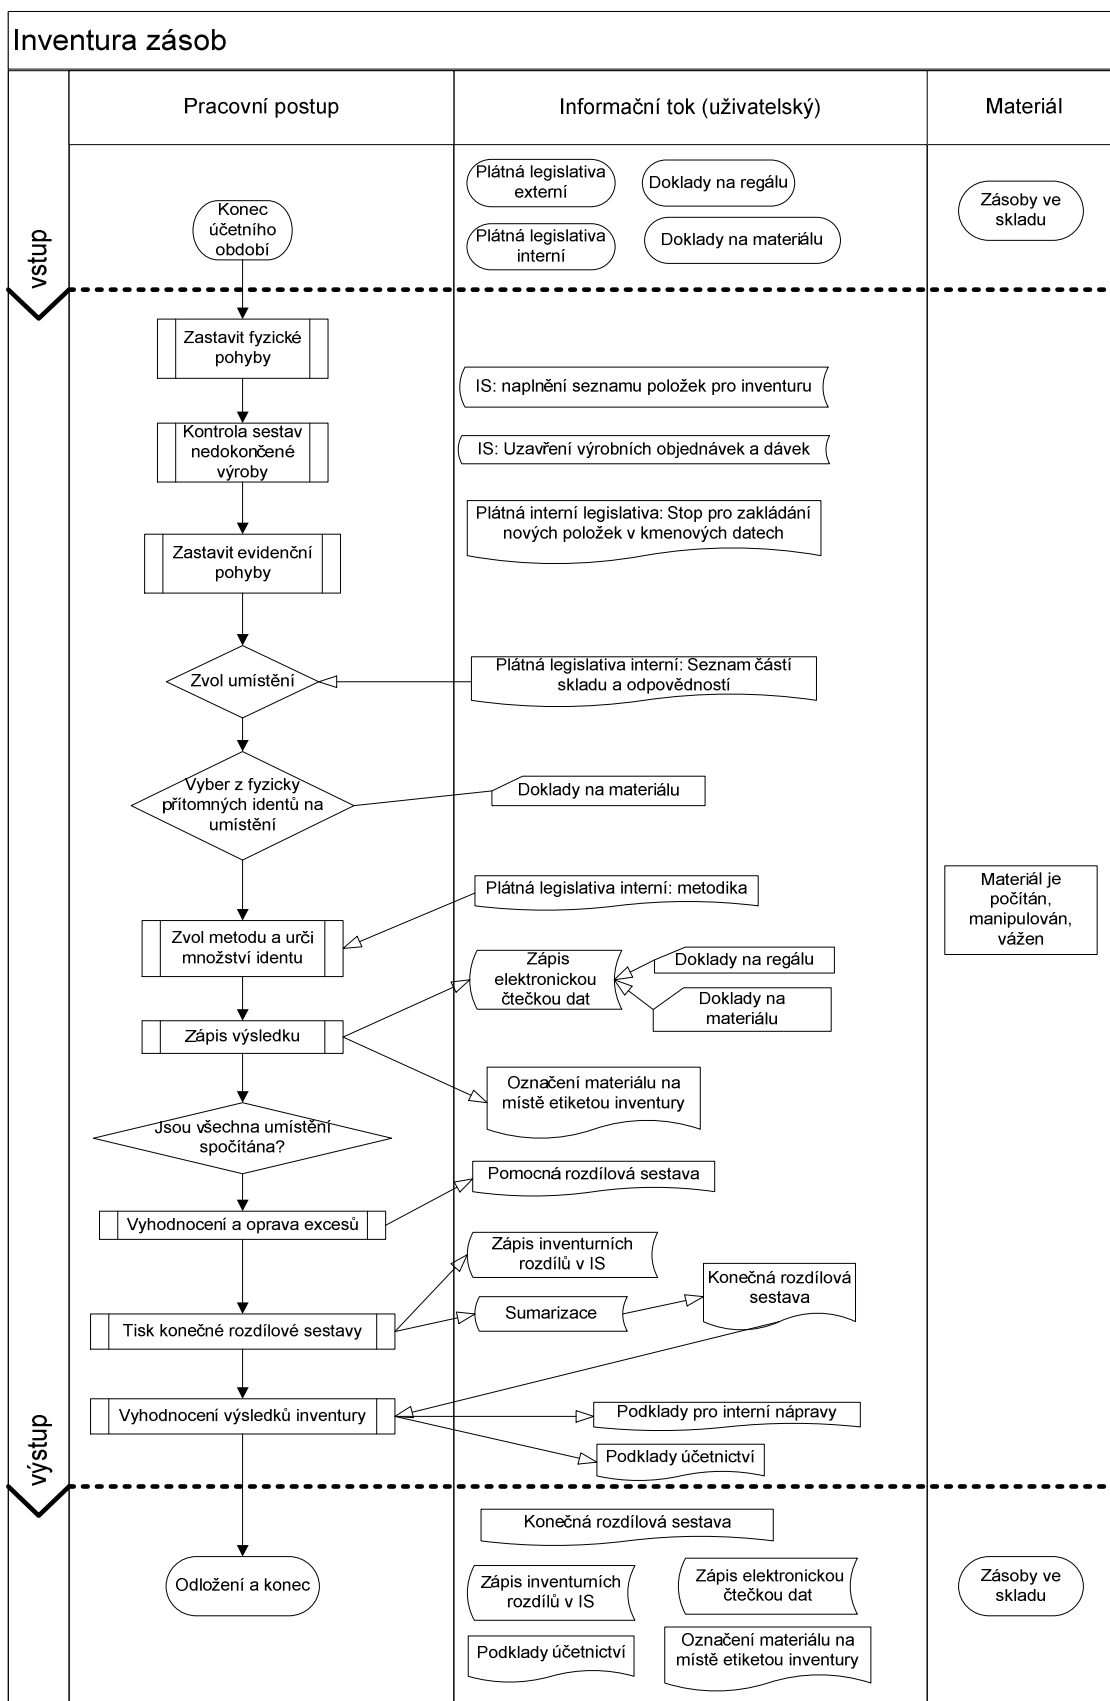 Inventura zásob
Pracovní postup
Informační tok (uživatelský)
Materiál
vstup
Konec
účetního
období
Plátná legislativa
externí
Doklady na regálu
Plátná legislativa
interní
Doklady na materiálu
Zásoby ve
skladu
Zastavit fyzické
pohyby
IS: naplnění seznamu položek pro inventuru
Kontrola sestav
nedokončené
výroby
IS: Uzavření výrobních objednávek a dávek
Plátná interní legislativa: Stop pro zakládání
nových položek v kmenových datech
Zastavit evidenční
pohyby
Zvol umístění
Plátná legislativa interní: Seznam částí
skladu a odpovědností
Vyber z fyzicky
přítomných identů na
umístění
Doklady na materiálu
Plátná legislativa interní: metodika
Materiál je
počítán,
manipulován,
vážen
Zvol metodu a urči
množství identu
Zápis
elektronickou
čtečkou dat
Doklady na regálu
Doklady na
materiálu
Zápis výsledku
Označení materiálu na
místě etiketou inventury
Jsou všechna umístění
spočítána?
Pomocná rozdílová sestava
Vyhodnocení a oprava excesů
Zápis inventurních
rozdílů v IS
Konečná rozdílová
sestava
Sumarizace
Tisk konečné rozdílové sestavy
Vyhodnocení výsledků inventury
Podklady pro interní nápravy
Podklady účetnictví
výstup
Konečná rozdílová sestava
Odložení a konec
Zápis inventurních
rozdílů v IS
Zápis elektronickou
čtečkou dat
Zásoby ve
skladu
Podklady účetnictví
Označení materiálu na
místě etiketou inventury